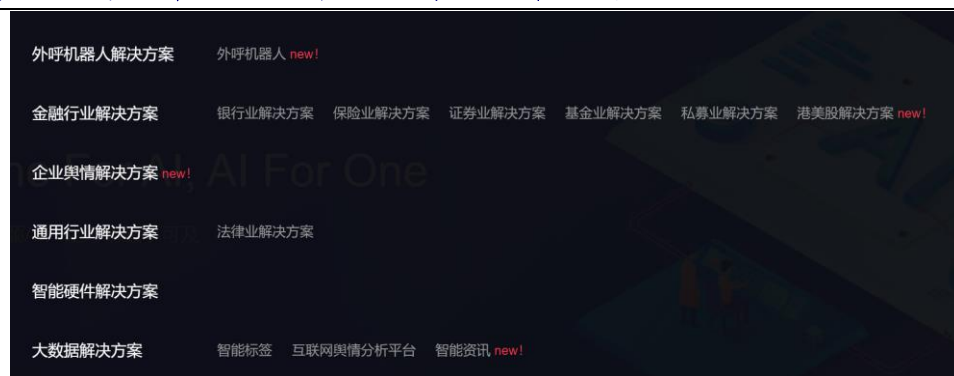 外呼机器人解决方案 外呼机器人 new!
金融行业解决方案 银行业解决方案 保险业解决方案 证券业解决方案 基金业解决方案 私募业解决方案 港美股解决方案 new!
企业舆情解决方案 new!
AI, AI For One
通用行业解决方案 法律业解决方案
智能硬件解决方案
大数据解决方案 智能标签 互联网舆情分析平台 智能资讯 new!